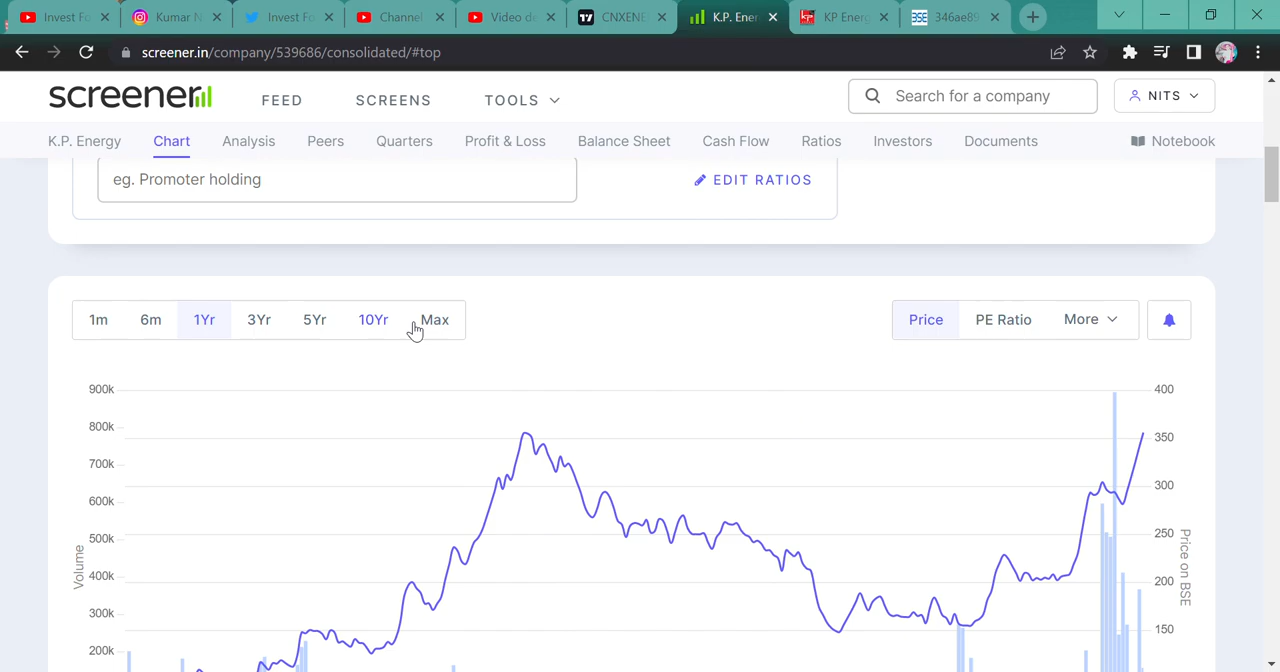 Invest Fo
Kumar N
Invest Fo
Channel
Video de
CNXENE
K.P. Ener
KP Energ
BSE 346ae89
screener.in/company/539686/consolidated/#top
screener
FEED
SCREENS
TOOLS
Search for a company
NITS
K.P. Energy
Chart
Analysis
Peers
Quarters
Profit & Loss
Balance Sheet
Cash Flow
Ratios
Investors
Documents
Notebook
eg. Promoter holding
EDIT RATIOS
1m
6m
1Yr
3Yr
5Yr
10Yr
Max
Price
PE Ratio
More
900k
800k
700k
600k
500k
400k
300k
200k
Volume
400
350
300
250
200
150
Price on BSE